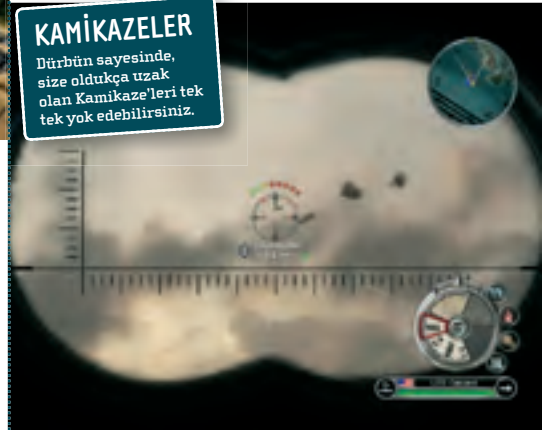 KAMİKAZELER
Dürbün sayesinde,
size oldukça uzak
olan Kamikaze'leri tek
tek yok edebilirsiniz.